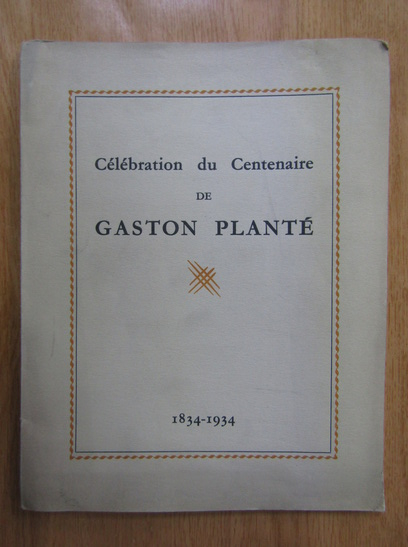 Célébration du Centenaire
DE
GASTON PLANTÉ
1834-1934